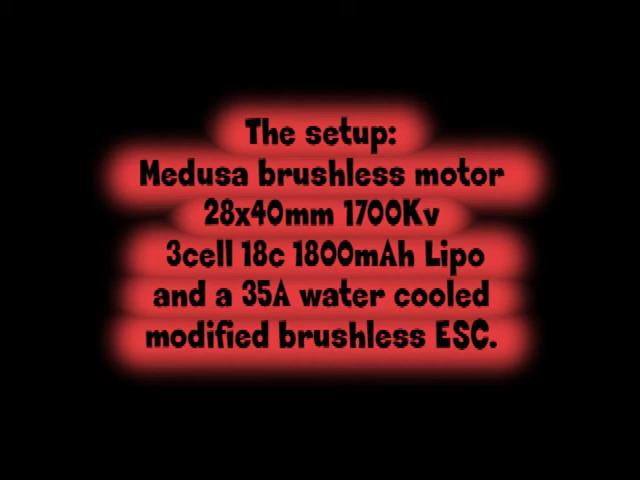 The setup:
Medusa brushless motor
28x40mm 1700Kv
3cell 18c 1800mAh Lipo
and a 35A water cooled
modified brushless ESC.